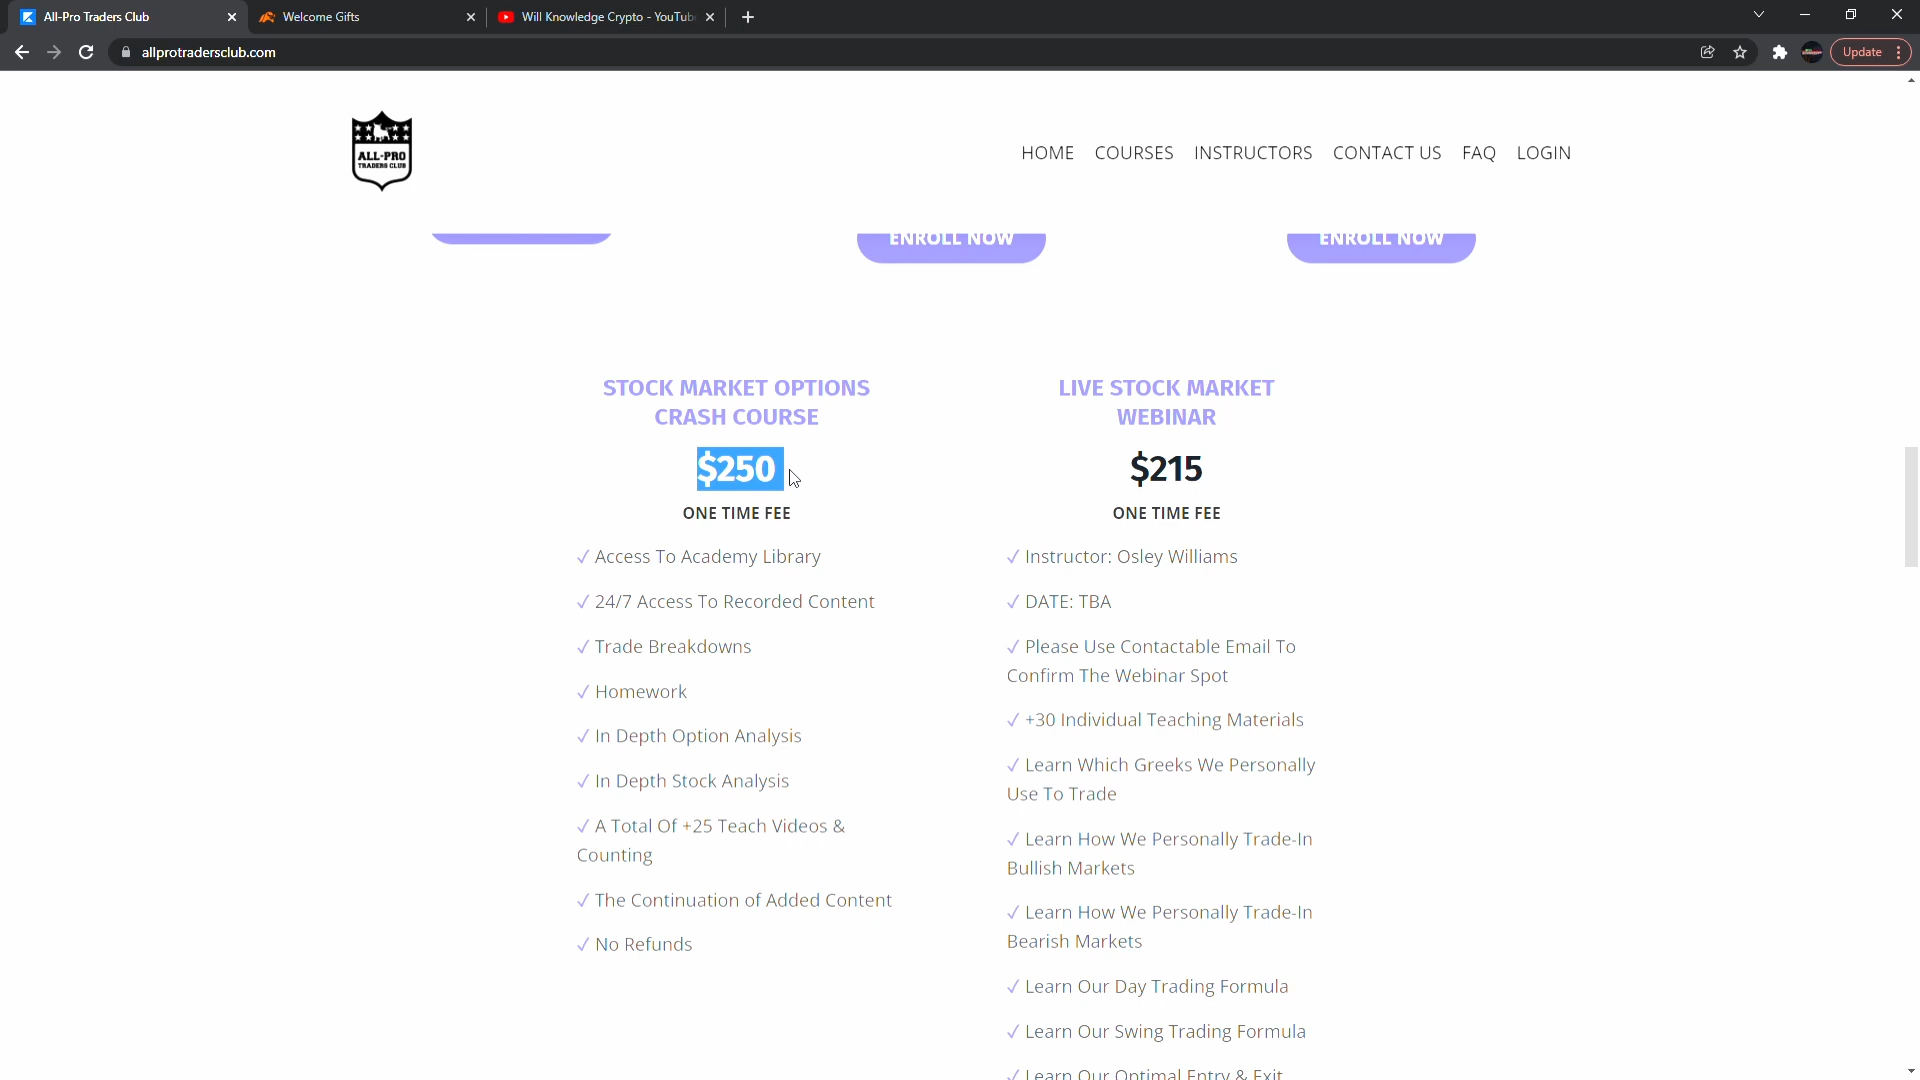 All-Pro Traders Club
Welcome Gifts
Will Knowledge Crypto - YouTub
allprotradersclub.com
Update
ALL-PRO
TRADERS CLUB
HOME COURSES INSTRUCTORS CONTACT US FAQ LOGIN
ENROLL NOW
ENROLL NOW
STOCK MARKET OPTIONS
CRASH COURSE
$250
ONE TIME FEE
✓ Access To Academy Library
✓ 24/7 Access To Recorded Content
✓ Trade Breakdowns
✓ Homework
✓ In Depth Option Analysis
✓ In Depth Stock Analysis
✓ A Total Of +25 Teach Videos &
Counting
✓ The Continuation of Added Content
✓ No Refunds
LIVE STOCK MARKET
WEBINAR
$215
ONE TIME FEE
✓ Instructor: Osley Williams
✓ DATE: TBA
✓ Please Use Contactable Email To
Confirm The Webinar Spot
✓ +30 Individual Teaching Materials
✓ Learn Which Greeks We Personally
Use To Trade
✓ Learn How We Personally Trade-In
Bullish Markets
✓ Learn How We Personally Trade-In
Bearish Markets
✓ Learn Our Day Trading Formula
✓ Learn Our Swing Trading Formula
✓ Learn Our Optimal Entry & Exit